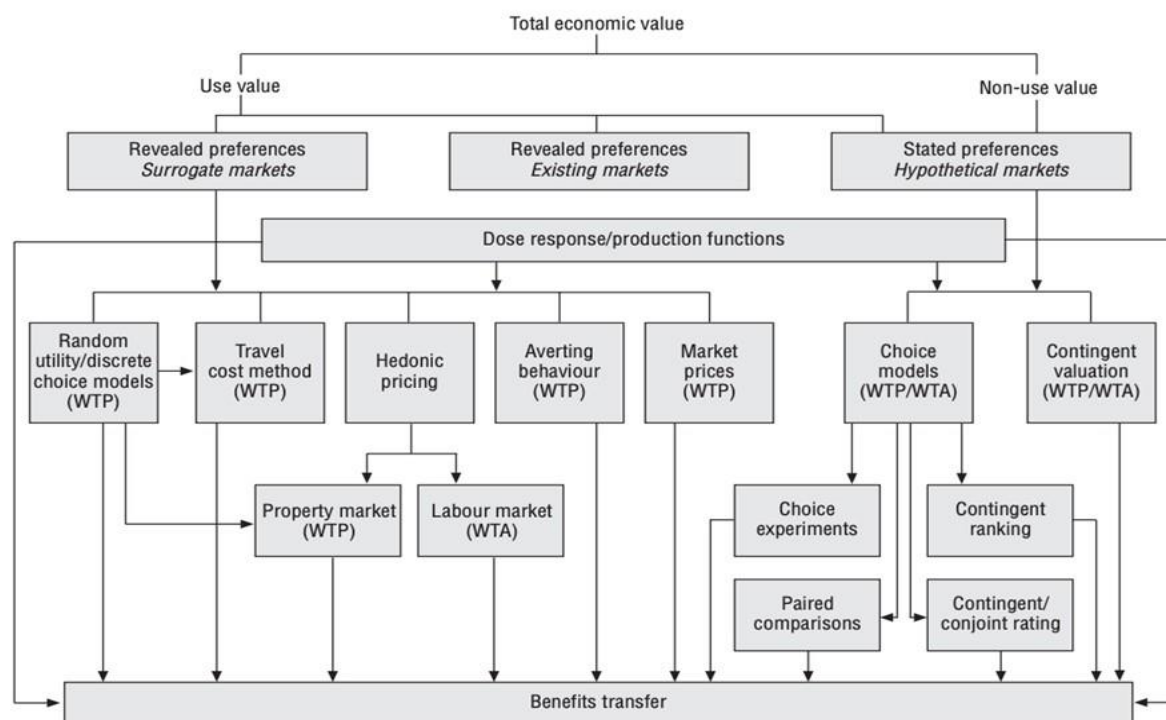 Total economic value
Use value
Non-use value
Revealed preferences
Surrogate markets
Revealed preferences
Existing markets
Stated preferences
Hypothetical markets
Dose response/production functions
Random
utility/discrete
choice models
(WTP)
Travel
cost method
(WTP)
Hedonic
pricing
Averting
behaviour
(WTP)
Market
prices
(WTP)
Choice
models
(WTP/WTA)
Contingent
valuation
(WTP/WTA)
Property market
(WTP)
Labour market
(WTA)
Choice
experiments
Contingent
ranking
Paired
comparisons
Contingent/
conjoint rating
Benefits transfer